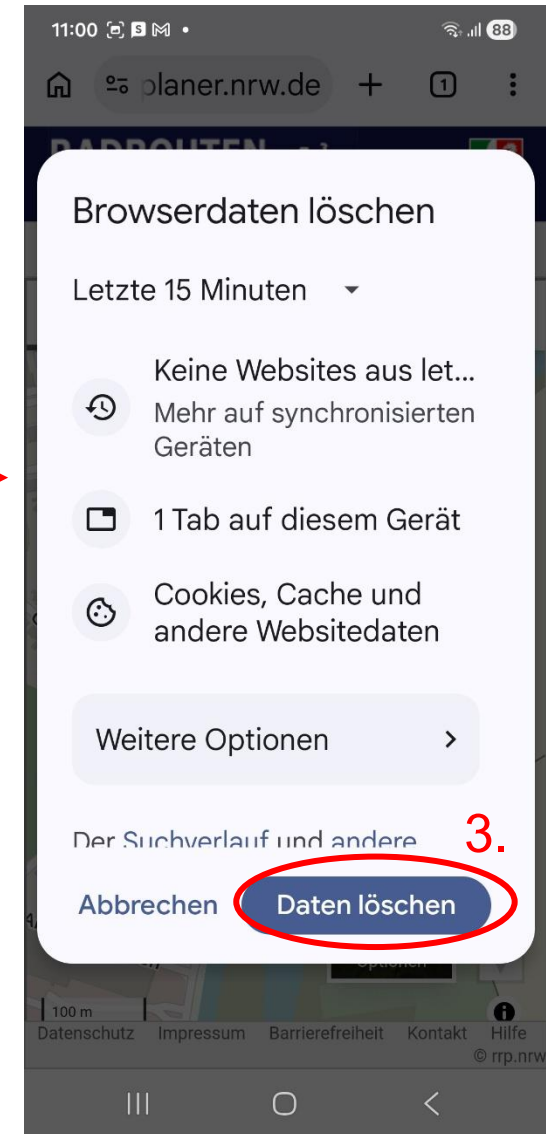 11:00 S 88
planer.nrw.de + 1
RADROUTEN
Browserdaten löschen
Letzte 15 Minuten
Keine Websites aus let...
Mehr auf synchronisierten
Geräten
1 Tab auf diesem Gerät
Cookies, Cache und
andere Websitedaten
Weitere Optionen
3.
Der Suchverlauf und andere
Abbrechen Daten löschen
Optionen
100 m
Datenschutz Impressum Barrierefreiheit Kontakt Hilfe
© rrp.nrw